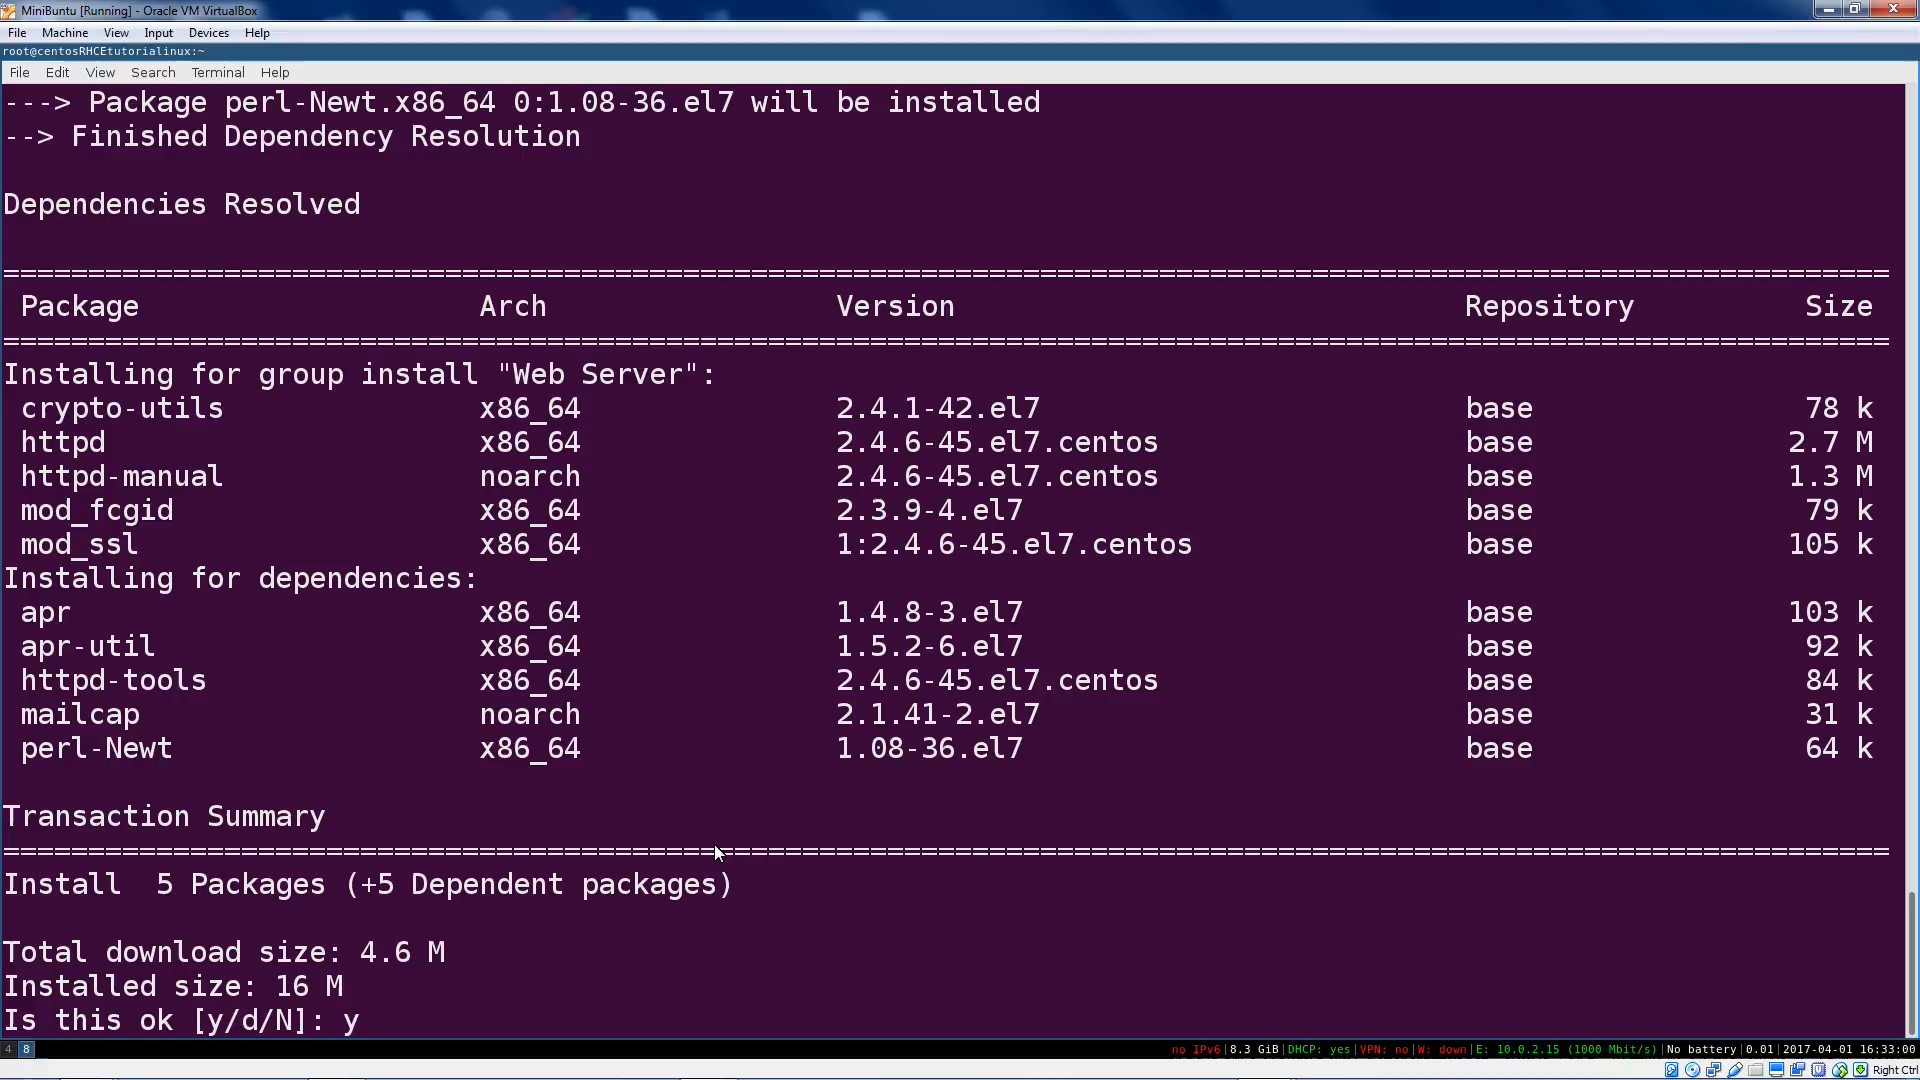 MiniBuntu [Running] - Oracle VM VirtualBox
File Machine View Input Devices Help
root@centosRHCEtutorialinux:~
File Edit View Search Terminal Help
---> Package perl-Newt.x86_64 0:1.08-36.el7 will be installed
--> Finished Dependency Resolution
Dependencies Resolved
================================================================================
Package Arch Version Repository Size
================================================================================
Installing for group install "Web Server":
crypto-utils x86_64 2.4.1-42.el7 base 78 k
httpd x86_64 2.4.6-45.el7.centos base 2.7 M
httpd-manual noarch 2.4.6-45.el7.centos base 1.3 M
mod_fcgid x86_64 2.3.9-4.el7 base 79 k
mod_ssl x86_64 1:2.4.6-45.el7.centos base 105 k
Installing for dependencies:
apr x86_64 1.4.8-3.el7 base 103 k
apr-util x86_64 1.5.2-6.el7 base 92 k
httpd-tools x86_64 2.4.6-45.el7.centos base 84 k
mailcap noarch 2.1.41-2.el7 base 31 k
perl-Newt x86_64 1.08-36.el7 base 64 k
Transaction Summary
================================================================================
Install 5 Packages (+5 Dependent packages)
Total download size: 4.6 M
Installed size: 16 M
Is this ok [y/d/N]: y
4 8 no IPv6|8.3 GiB|DHCP: yes|VPN: no|W: down|E: 10.0.2.15 (1000 Mbit/s)|No battery|0.01|2017-04-01 16:33:00
Right Ctrl